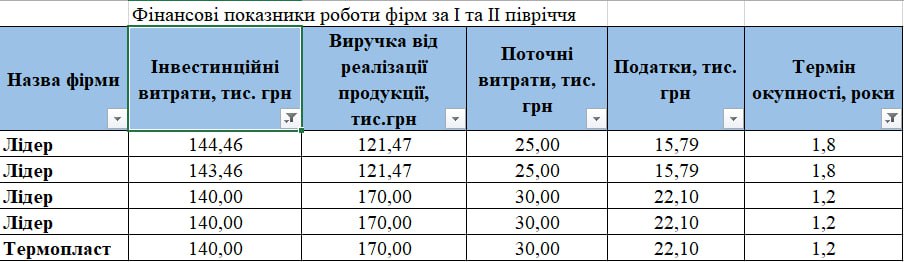 Фінансові показники роботи фірм за І та ІІ півріччя
Назва фірми | Інвестинційні витрати, тис. грн | Виручка від реалізації продукції, тис.грн | Поточні витрати, тис. грн | Податки, тис. грн | Термін окупності, роки
Лідер | 144,46 | 121,47 | 25,00 | 15,79 | 1,8
Лідер | 143,46 | 121,47 | 25,00 | 15,79 | 1,8
Лідер | 140,00 | 170,00 | 30,00 | 22,10 | 1,2
Лідер | 140,00 | 170,00 | 30,00 | 22,10 | 1,2
Термопласт | 140,00 | 170,00 | 30,00 | 22,10 | 1,2